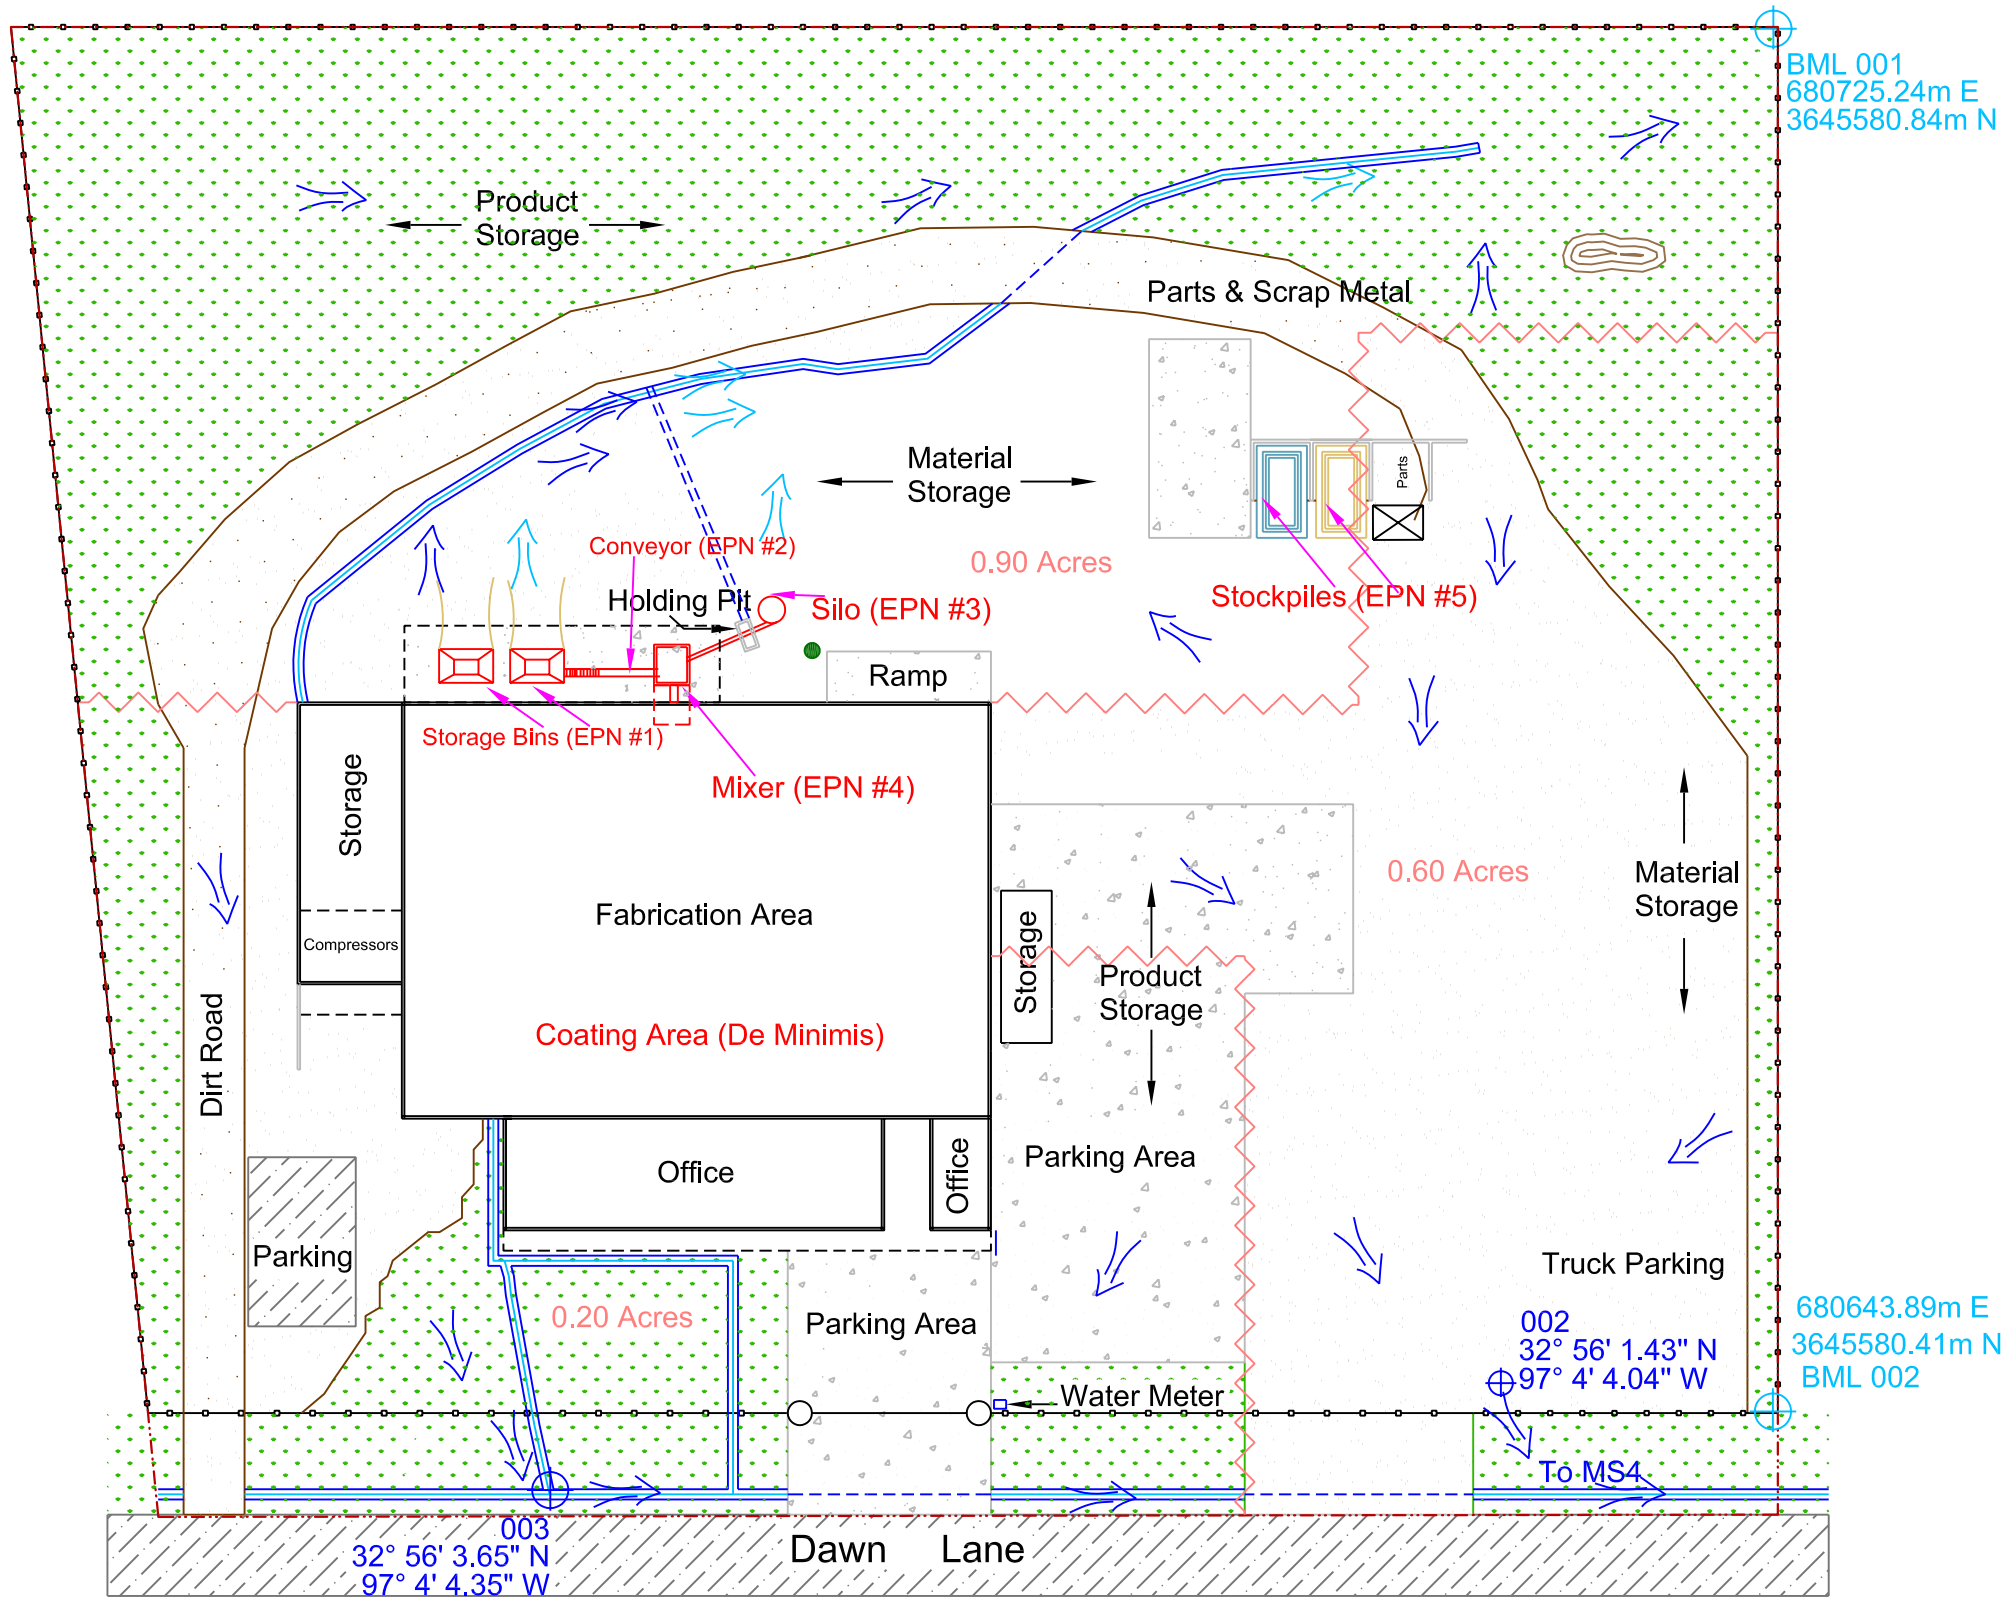 BML 001
680725.24m E
3645580.84m N
Product
Storage
Parts & Scrap Metal
Material
Storage
Parts
Conveyor (EPN #2)
0.90 Acres
Holding Pit
Silo (EPN #3)
Stockpiles (EPN #5)
Ramp
Storage Bins (EPN #1)
Mixer (EPN #4)
Storage
Compressors
Fabrication Area
Coating Area (De Minimis)
0.60 Acres
Material
Storage
Storage
Product
Storage
Dirt Road
Office
Office
Parking Area
Parking
Truck Parking
0.20 Acres
Parking Area
002
32° 56' 1.43" N
97° 4' 4.04" W
680643.89m E
3645580.41m N
BML 002
Water Meter
To MS4
003
32° 56' 3.65" N
97° 4' 4.35" W
Dawn Lane